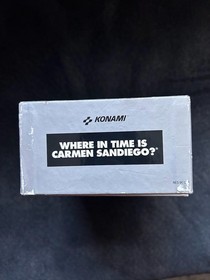 KONAMI
WHERE IN TIME IS
CARMEN SANDIEGO?®